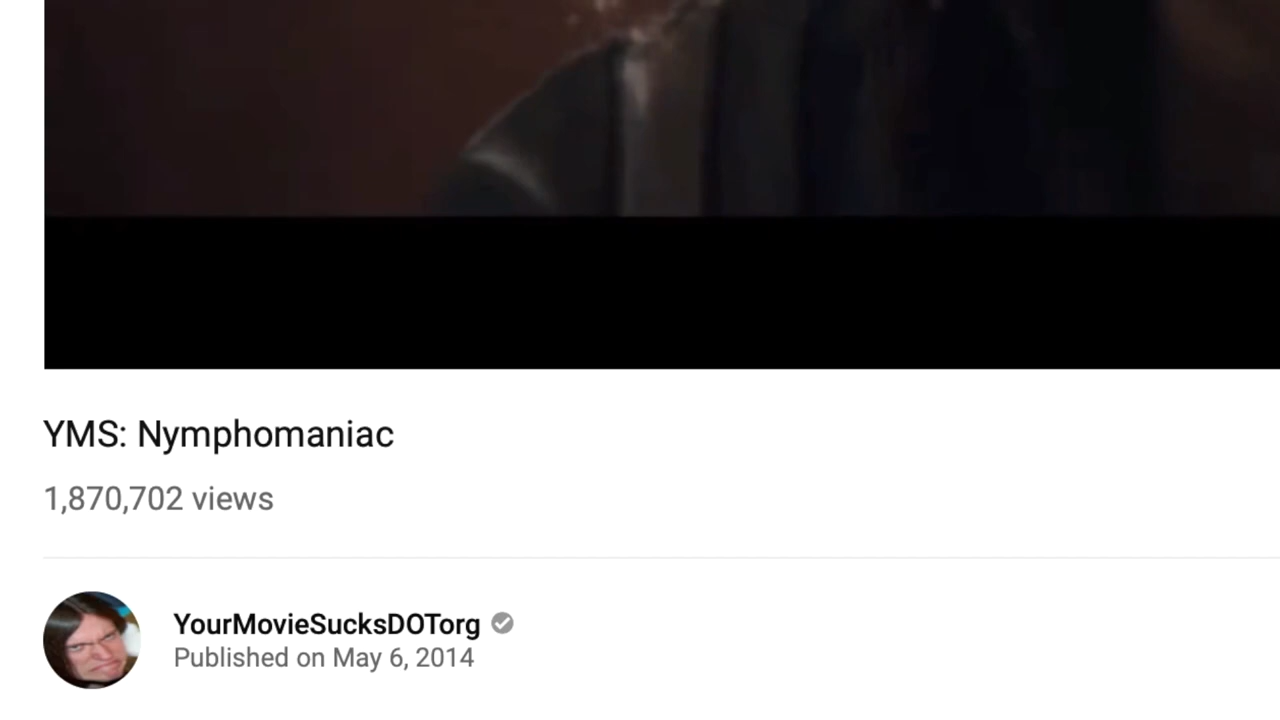 YMS: Nymphomaniac
1,870,702 views
YourMovieSucksDOTorg
Published on May 6, 2014